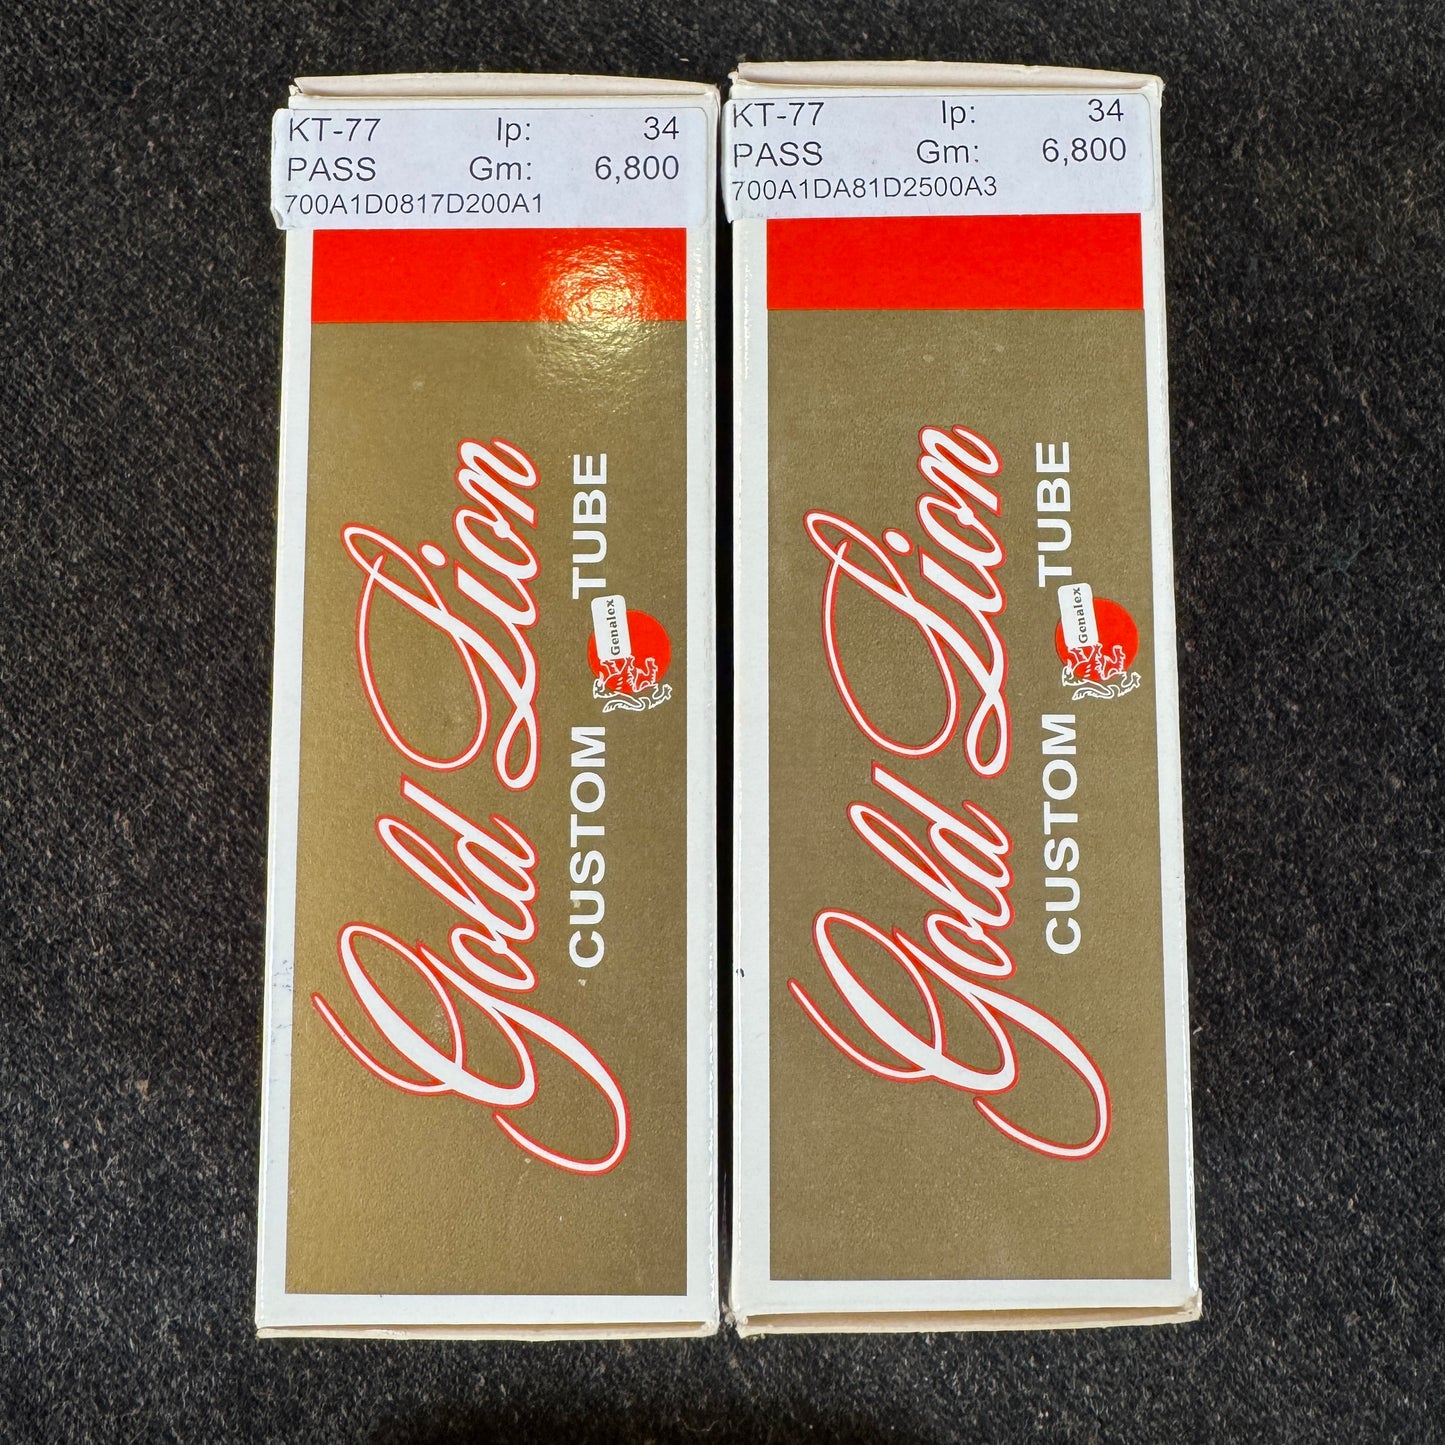 KT-77 Ip: 34
PASS Gm: 6,800
700A1D0817D200A1
Gold Lion
CUSTOM TUBE
Genalex
KT-77 Ip: 34
PASS Gm: 6,800
700A1DA81D2500A3
Gold Lion
CUSTOM TUBE
Genalex